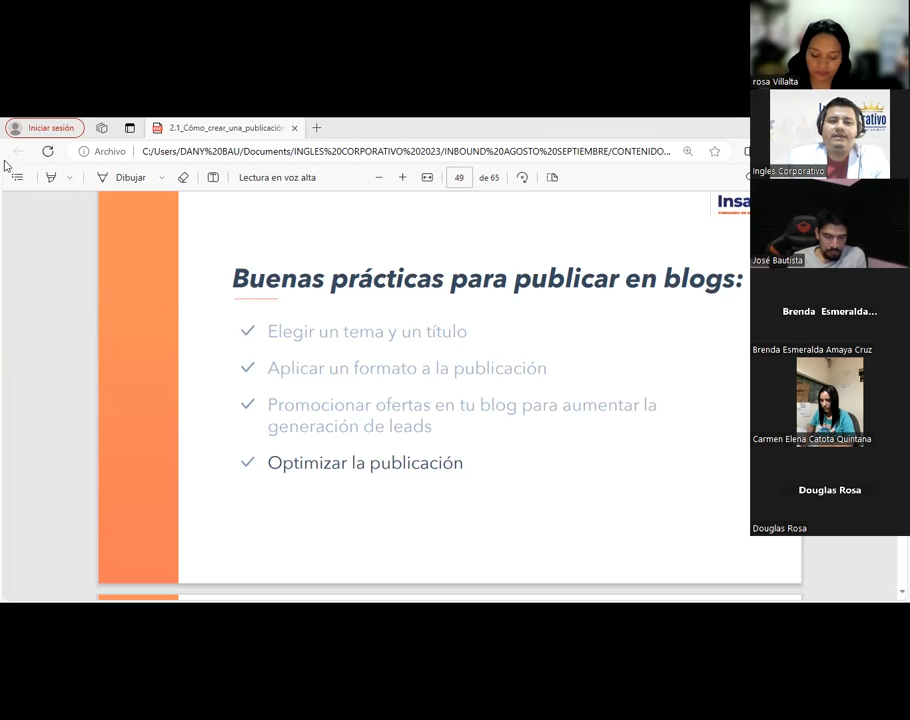 rosa Villalta
Iniciar sesión
2.1_Cómo_crear_una_publicación
Archivo
C:/Users/DANY%20BAU/Documents/INGLES%20CORPORATIVO%202023/INBOUND%20AGOSTO%20SEPTIEMBRE/CONTENIDO...
Ingles Corporativo
Dibujar
Lectura en voz alta
49
de 65
Insa
Buenas prácticas para publicar en blogs:
Elegir un tema y un título
Aplicar un formato a la publicación
Promocionar ofertas en tu blog para aumentar la
generación de leads
Optimizar la publicación
José Bautista
Brenda Esmeralda...
Brenda Esmeralda Amaya Cruz
Carmen Elena Catota Quintana
Douglas Rosa
Douglas Rosa